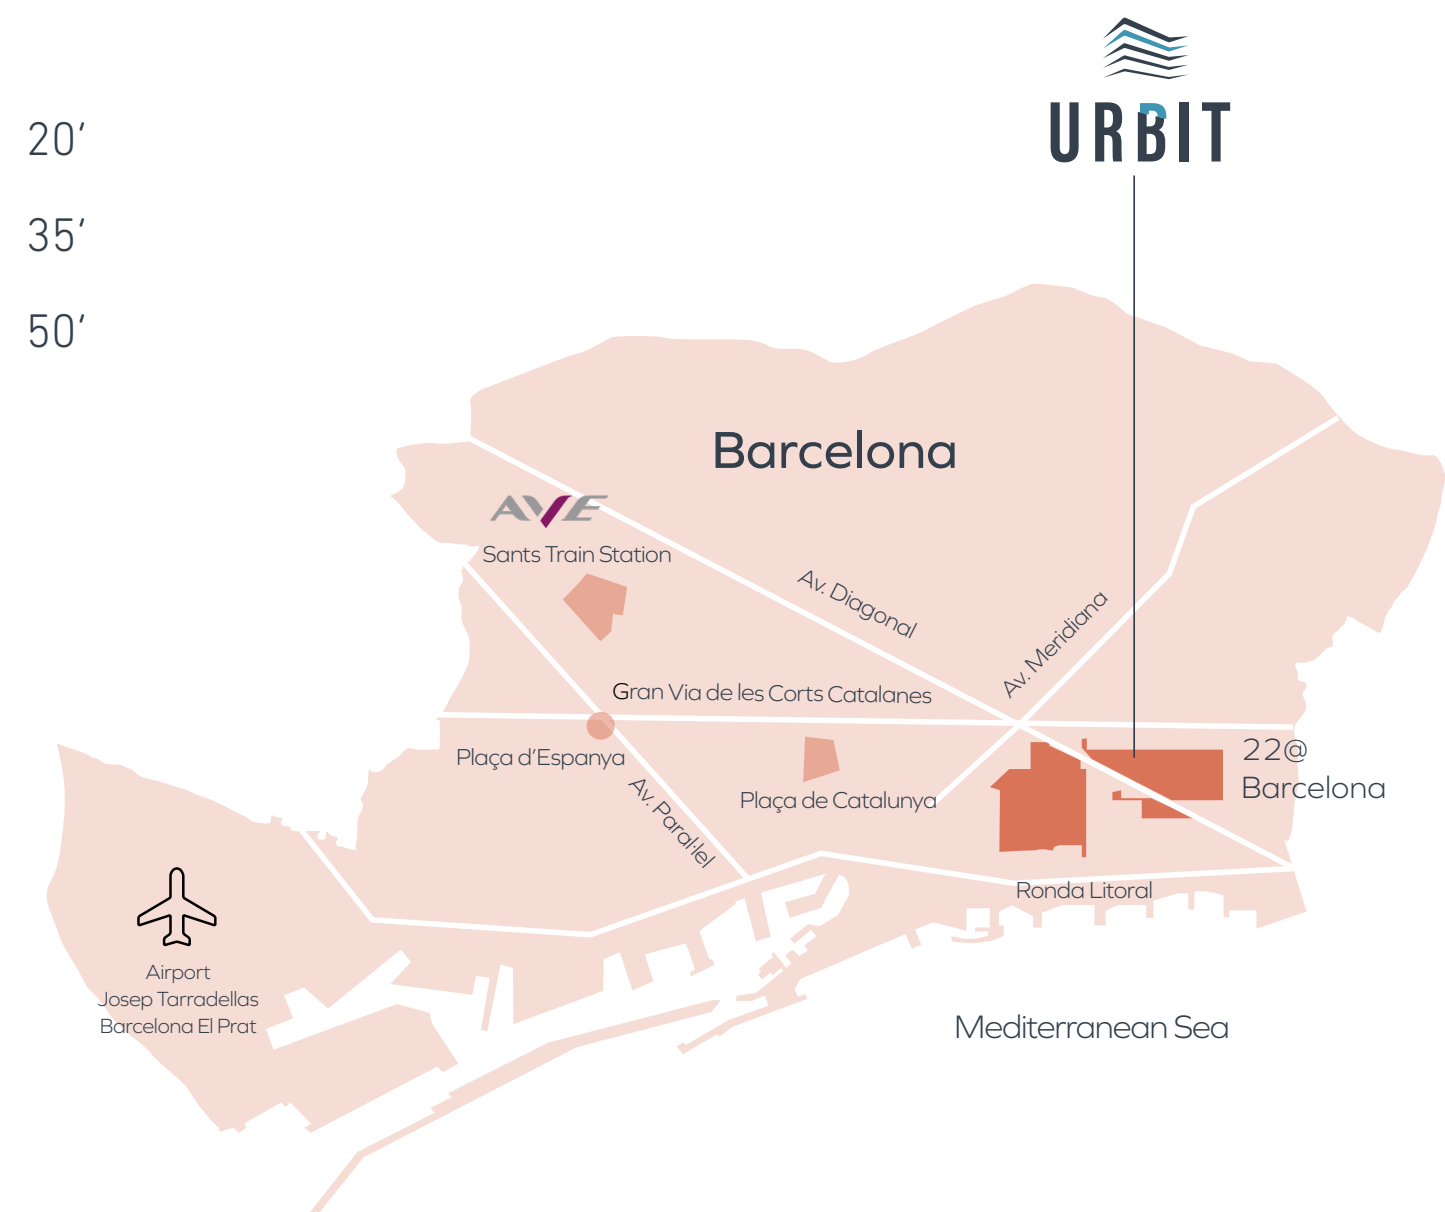 URBIT
20'
35'
50'
Barcelona
AVE
Sants Train Station
Av. Diagonal
Av. Meridiana
Gran Via de les Corts Catalanes
Plaça d'Espanya
Av. Paral·lel
Plaça de Catalunya
22@
Barcelona
Ronda Litoral
Airport
Josep Tarradellas
Barcelona El Prat
Mediterranean Sea